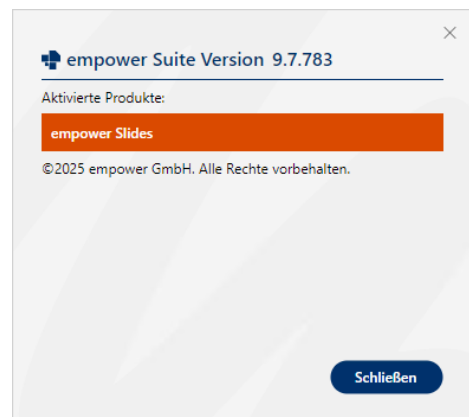 empower Suite Version 9.7.783
Aktivierte Produkte:
empower Slides
©2025 empower GmbH. Alle Rechte vorbehalten.
Schließen